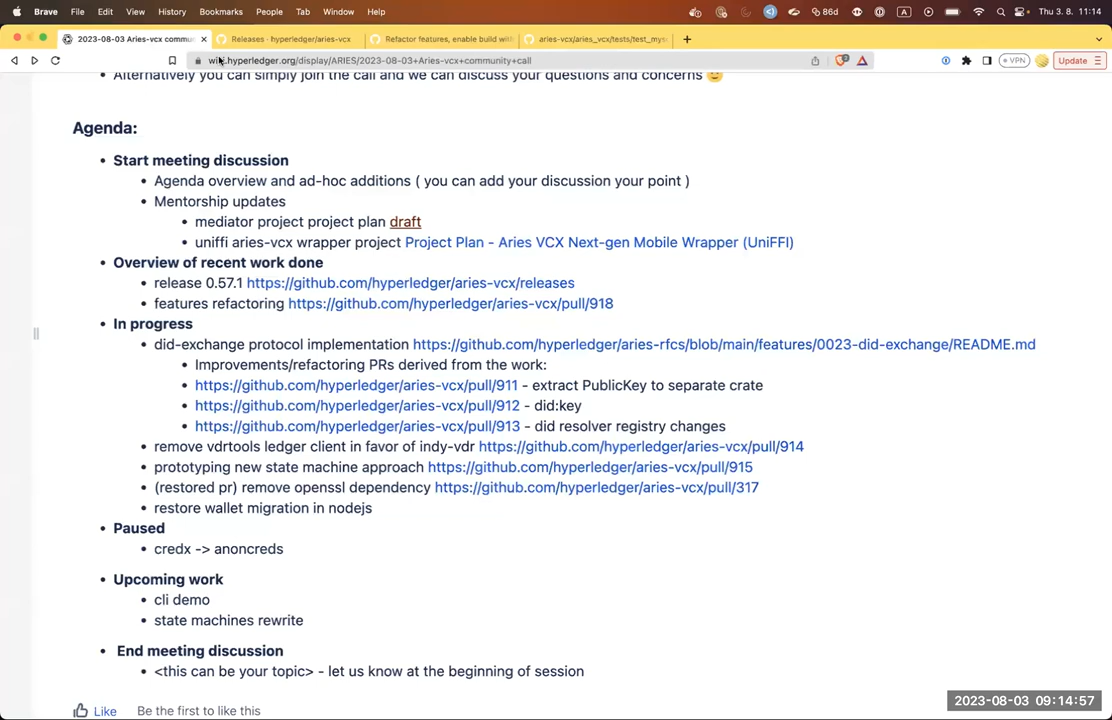 Brave File Edit View History Bookmarks People Tab Window Help 86d A Thu 3. 8. 11:14
2023-08-03 Aries-vcx commu Releases · hyperledger/aries-vcx Refactor features, enable build with aries-vcx/aries_vcx/tests/test_mys
wiki.hyperledger.org/display/ARIES/2023-08-03+Aries-vcx+community+call VPN Update
Alternatively you can simply join the call and we can discuss your questions and concerns
Agenda:
Start meeting discussion
Agenda overview and ad-hoc additions ( you can add your discussion your point )
Mentorship updates
mediator project project plan draft
uniffi aries-vcx wrapper project Project Plan - Aries VCX Next-gen Mobile Wrapper (UniFFI)
Overview of recent work done
release 0.57.1 https://github.com/hyperledger/aries-vcx/releases
features refactoring https://github.com/hyperledger/aries-vcx/pull/918
In progress
did-exchange protocol implementation https://github.com/hyperledger/aries-rfcs/blob/main/features/0023-did-exchange/README.md
Improvements/refactoring PRs derived from the work:
https://github.com/hyperledger/aries-vcx/pull/911 - extract PublicKey to separate crate
https://github.com/hyperledger/aries-vcx/pull/912 - did:key
https://github.com/hyperledger/aries-vcx/pull/913 - did resolver registry changes
remove vdrtools ledger client in favor of indy-vdr https://github.com/hyperledger/aries-vcx/pull/914
prototyping new state machine approach https://github.com/hyperledger/aries-vcx/pull/915
(restored pr) remove openssl dependency https://github.com/hyperledger/aries-vcx/pull/317
restore wallet migration in nodejs
Paused
credx -> anoncreds
Upcoming work
cli demo
state machines rewrite
End meeting discussion
<this can be your topic> - let us know at the beginning of session
Like Be the first to like this
2023-08-03 09:14:57